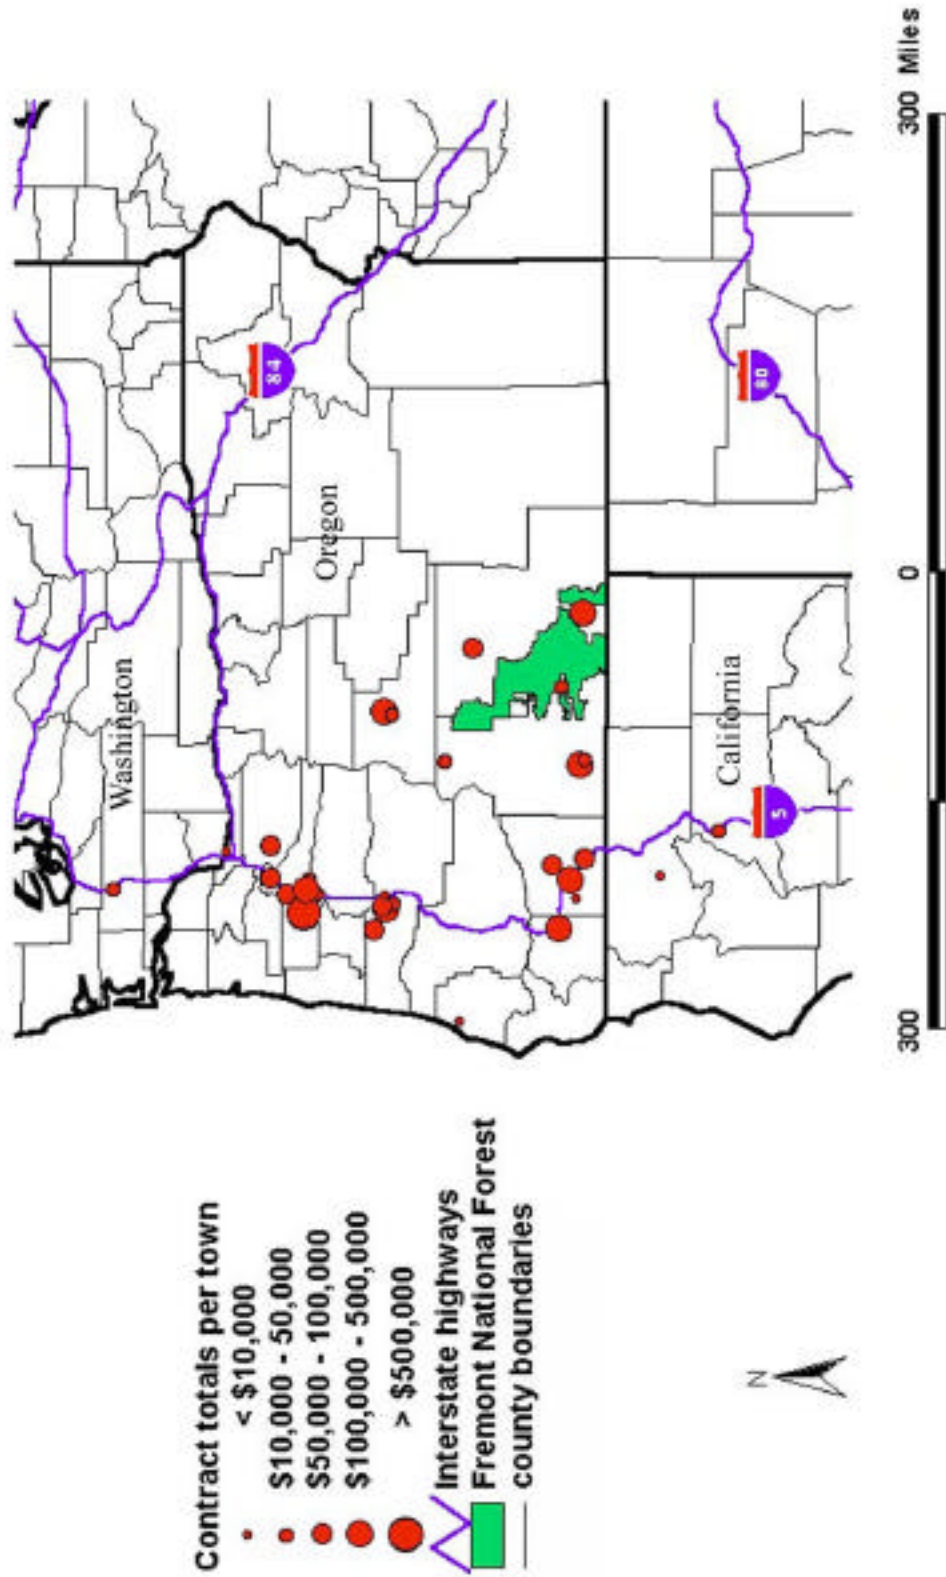 Contract totals per town
< $10,000
$10,000 - 50,000
$50,000 - 100,000
$100,000 - 500,000
> $500,000
Interstate highways
Fremont National Forest
county boundaries
N
Washington
Oregon
California
84
80
5
300
0
300 Miles